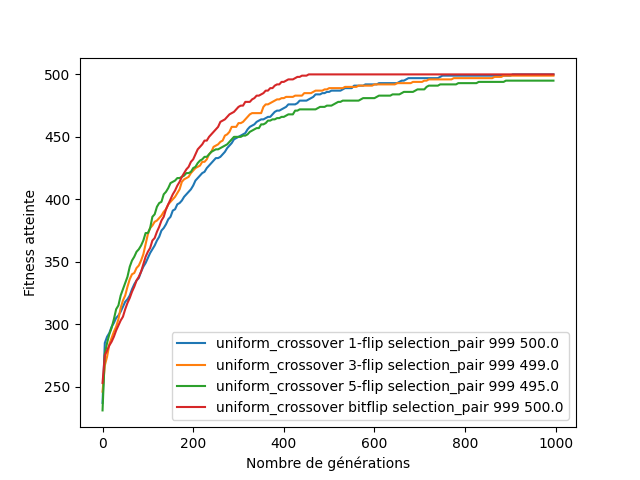 500
450
400
350
300
250
Fitness atteinte
uniform_crossover 1-flip selection_pair 999 500.0
uniform_crossover 3-flip selection_pair 999 499.0
uniform_crossover 5-flip selection_pair 999 495.0
uniform_crossover bitflip selection_pair 999 500.0
0 200 400 600 800 1000
Nombre de générations